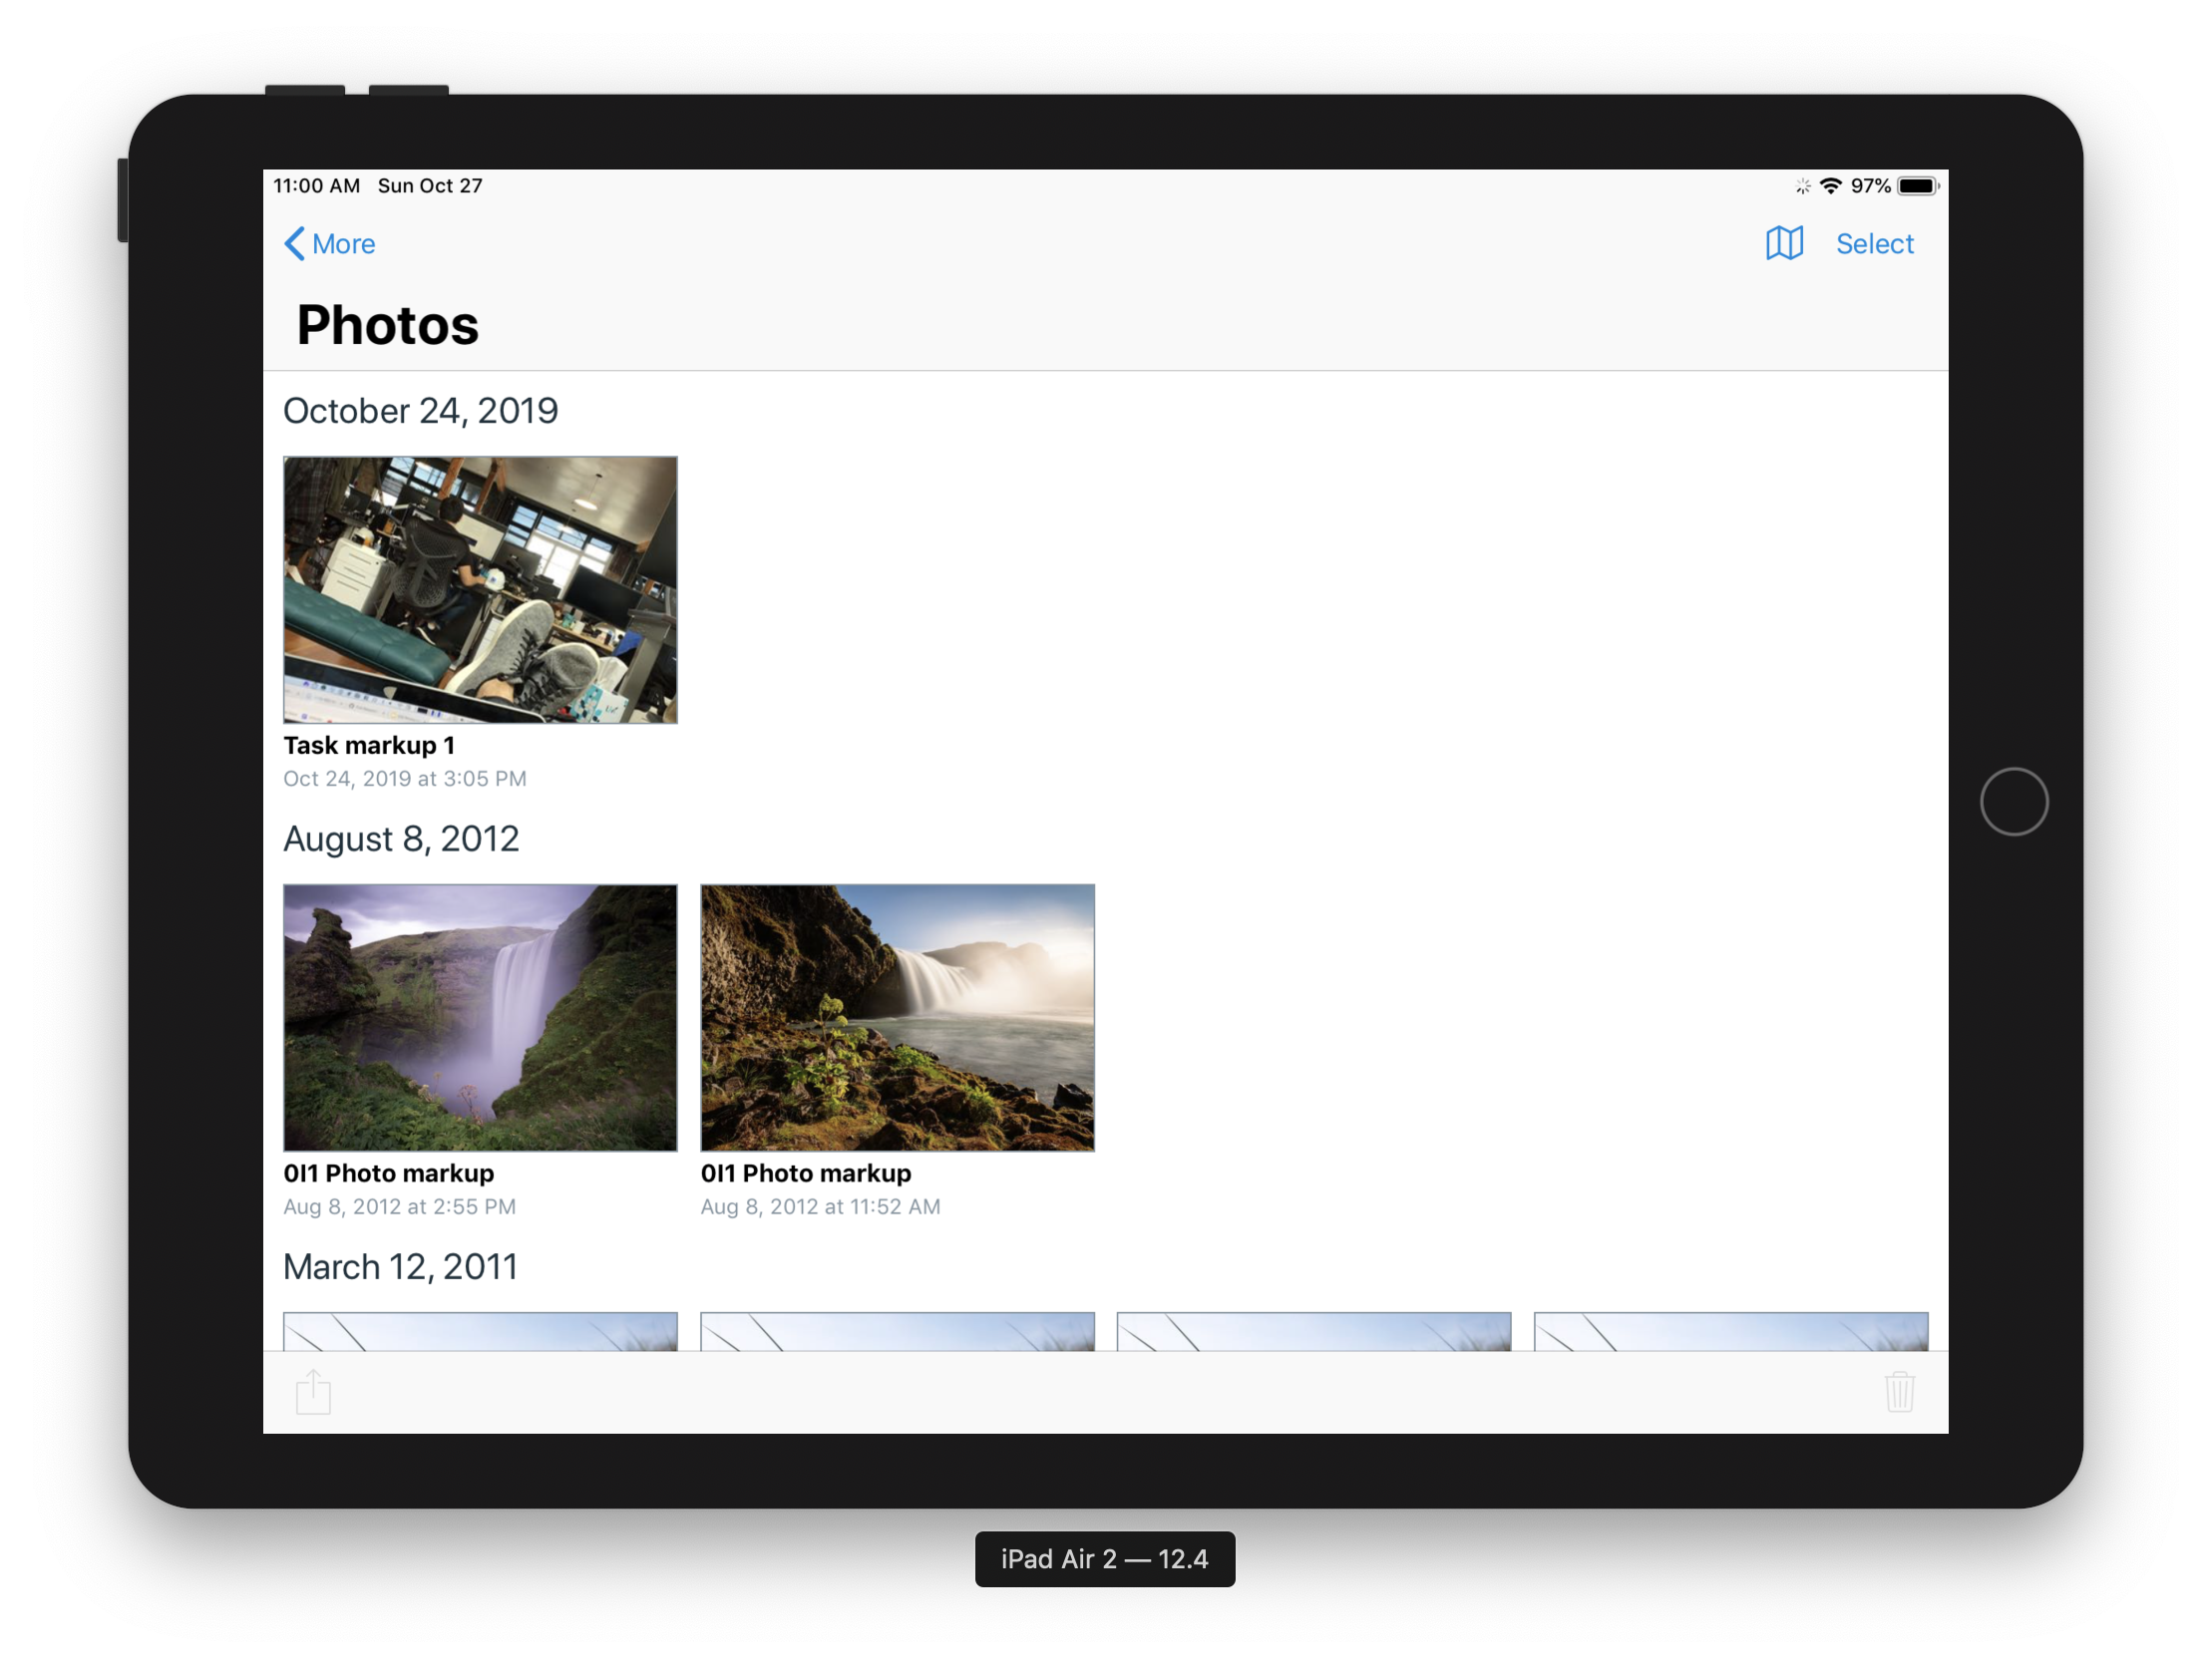 11:00 AM Sun Oct 27
97%
More
Select
Photos
October 24, 2019
Task markup 1
Oct 24, 2019 at 3:05 PM
August 8, 2012
0I1 Photo markup
Aug 8, 2012 at 2:55 PM
0I1 Photo markup
Aug 8, 2012 at 11:52 AM
March 12, 2011
iPad Air 2 — 12.4